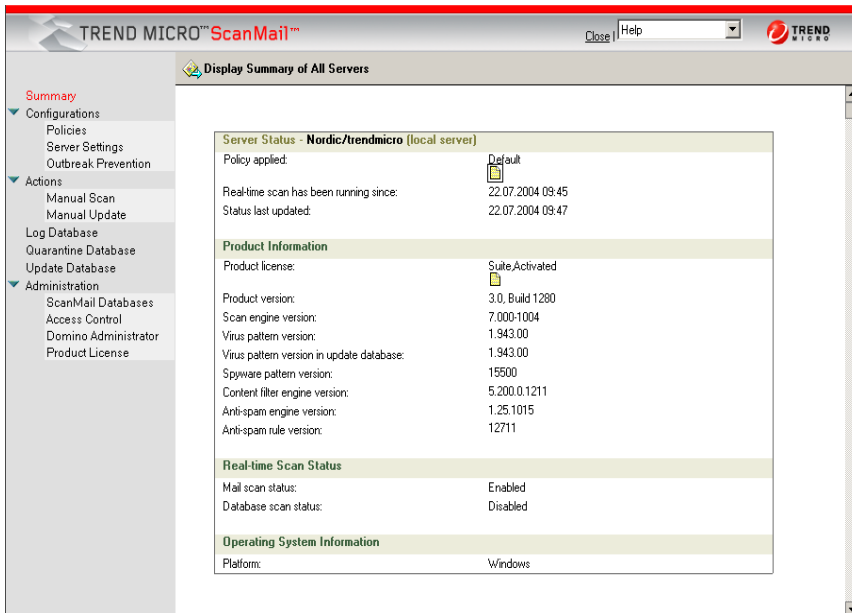 TREND MICRO™ ScanMail™
Close | Help
TREND MICRO
Display Summary of All Servers
Summary
Configurations
Policies
Server Settings
Outbreak Prevention
Actions
Manual Scan
Manual Update
Log Database
Quarantine Database
Update Database
Administration
ScanMail Databases
Access Control
Domino Administrator
Product License
Server Status - Nordic/trendmicro (local server)
Policy applied: Default
Real-time scan has been running since: 22.07.2004 09:45
Status last updated: 22.07.2004 09:47
Product Information
Product license: Suite,Activated
Product version: 3.0, Build 1280
Scan engine version: 7.000-1004
Virus pattern version: 1.943.00
Virus pattern version in update database: 1.943.00
Spyware pattern version: 15500
Content filter engine version: 5.200.0.1211
Anti-spam engine version: 1.25.1015
Anti-spam rule version: 12711
Real-time Scan Status
Mail scan status: Enabled
Database scan status: Disabled
Operating System Information
Platform: Windows